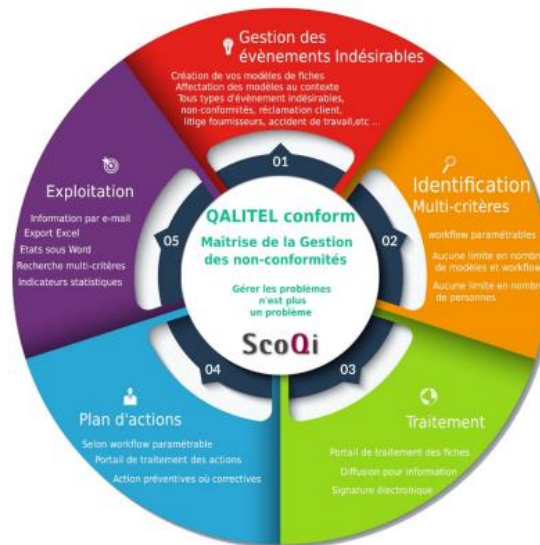 Gestion des
évènements Indésirables
Création de vos modèles de fiches
Affectation des modèles au contexte
Tous types d'évènement indésirables,
non-conformités, réclamation client,
litige fournisseurs, accident de travail,etc ...
01
Identification
Multi-critères
workflow paramétrables
Aucune limite en nombre
de modèles et workflow
Aucune limite en nombre
de personnes
02
Traitement
Portail de traitement des fiches
Diffusion pour information
Signature électronique
03
Plan d'actions
Selon workflow paramétrable
Portail de traitement des actions
Action préventives où correctives
04
Exploitation
Information par e-mail
Export Excel
Etats sous Word
Recherche multi-critères
Indicateurs statistiques
05
QALITEL conform
Maîtrise de la Gestion
des non-conformités
Gérer les problèmes
n'est plus
un problème
ScoQi